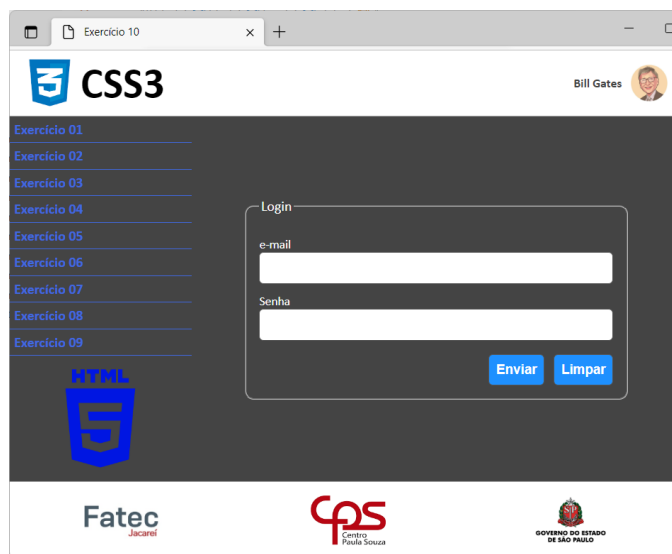 Exercício 10
CSS3
Bill Gates
Exercício 01
Exercício 02
Exercício 03
Exercício 04
Exercício 05
Exercício 06
Exercício 07
Exercício 08
Exercício 09
HTML
5
Login
e-mail
Senha
Enviar
Limpar
Fatec
Jacareí
CPS
Centro
Paula Souza
GOVERNO DO ESTADO
DE SÃO PAULO